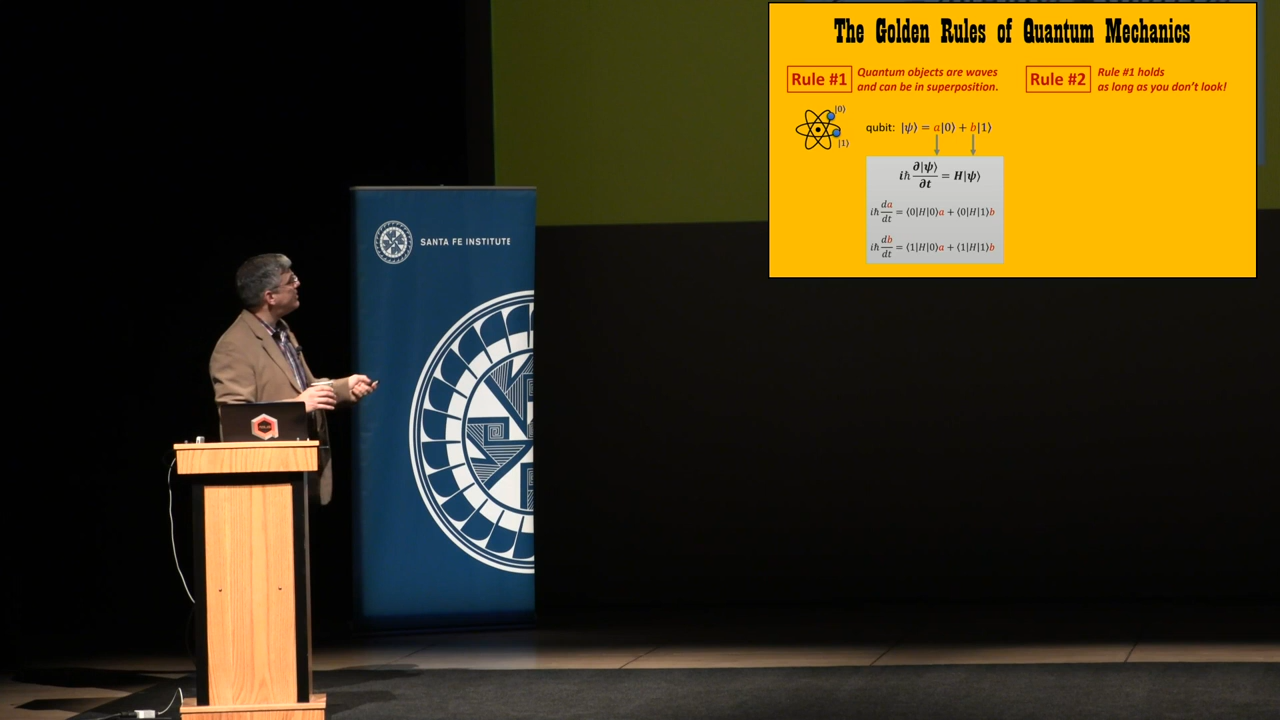 The Golden Rules of Quantum Mechanics
Rule #1
Quantum objects are waves
and can be in superposition.
Rule #2
Rule #1 holds
as long as you don't look!
|0⟩
|1⟩
qubit: |ψ⟩ = a|0⟩ + b|1⟩
iħ ∂|ψ⟩/∂t = H|ψ⟩
iħ da/dt = ⟨0|H|0⟩a + ⟨0|H|1⟩b
iħ db/dt = ⟨1|H|0⟩a + ⟨1|H|1⟩b
SANTA FE INSTITUTE